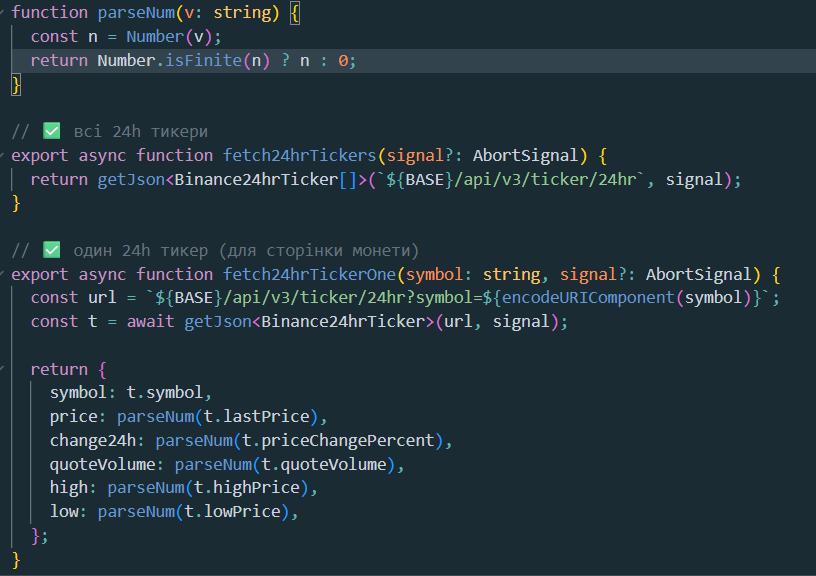 function parseNum(v: string) {
  const n = Number(v);
  return Number.isFinite(n) ? n : 0;
}

// ✅ всі 24h тикери
export async function fetch24hrTickers(signal?: AbortSignal) {
  return getJson<Binance24hrTicker[]>(`${BASE}/api/v3/ticker/24hr`, signal);
}

// ✅ один 24h тикер (для сторінки монети)
export async function fetch24hrTickerOne(symbol: string, signal?: AbortSignal) {
  const url = `${BASE}/api/v3/ticker/24hr?symbol=${encodeURIComponent(symbol)}`;
  const t = await getJson<Binance24hrTicker>(url, signal);

  return {
    symbol: t.symbol,
    price: parseNum(t.lastPrice),
    change24h: parseNum(t.priceChangePercent),
    quoteVolume: parseNum(t.quoteVolume),
    high: parseNum(t.highPrice),
    low: parseNum(t.lowPrice),
  };
}